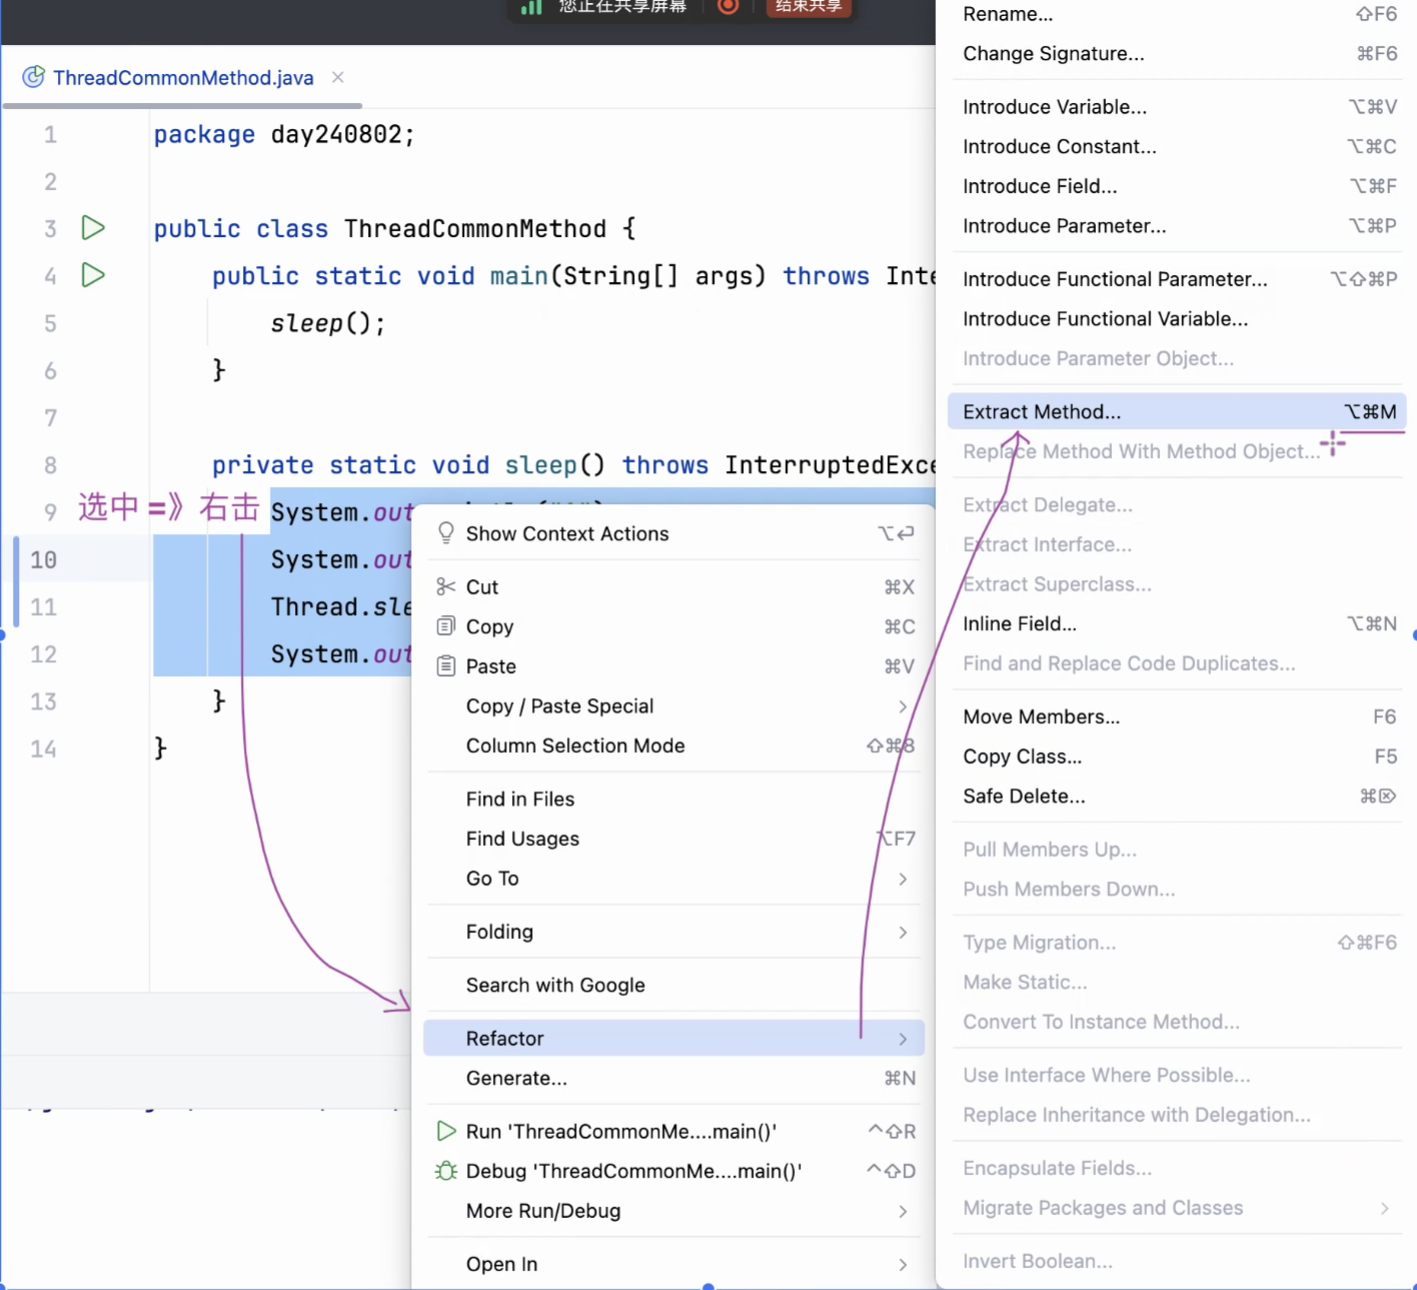 您正在共享屏幕 结束共享
ThreadCommonMethod.java
1 package day240802;
2
3 public class ThreadCommonMethod {
4 public static void main(String[] args) throws Inte
5 sleep();
6 }
7
8 private static void sleep() throws InterruptedExce
9 选中 =》右击 System.out
10 System.out
11 Thread.sle
12 System.out
13 }
14 }
Show Context Actions ⌥⏎
Cut ⌘X
Copy ⌘C
Paste ⌘V
Copy / Paste Special
Column Selection Mode ⇧⌘8
Find in Files
Find Usages ⌥F7
Go To
Folding
Search with Google
Refactor
Generate... ⌘N
Run 'ThreadCommonMe....main()' ^⇧R
Debug 'ThreadCommonMe....main()' ^⇧D
More Run/Debug
Open In
Rename... ⇧F6
Change Signature... ⌘F6
Introduce Variable... ⌥⌘V
Introduce Constant... ⌥⌘C
Introduce Field... ⌥⌘F
Introduce Parameter... ⌥⌘P
Introduce Functional Parameter... ⌥⇧⌘P
Introduce Functional Variable...
Introduce Parameter Object...
Extract Method... ⌥⌘M
Replace Method With Method Object...
Extract Delegate...
Extract Interface...
Extract Superclass...
Inline Field... ⌥⌘N
Find and Replace Code Duplicates...
Move Members... F6
Copy Class... F5
Safe Delete... ⌘⌦
Pull Members Up...
Push Members Down...
Type Migration... ⇧⌘F6
Make Static...
Convert To Instance Method...
Use Interface Where Possible...
Replace Inheritance with Delegation...
Encapsulate Fields...
Migrate Packages and Classes
Invert Boolean...